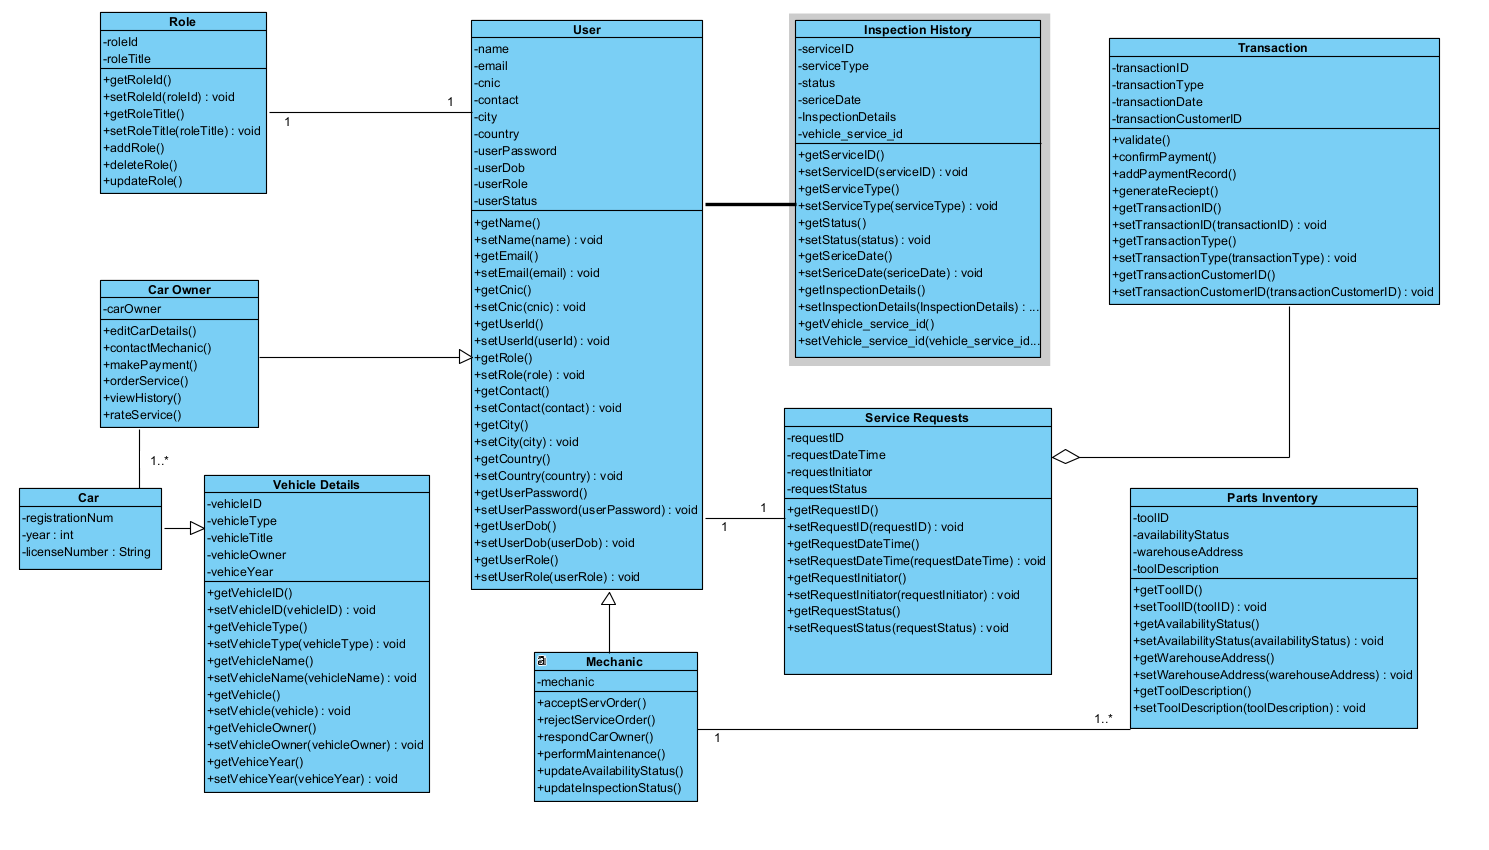 Role
-roleId
-roleTitle
+getRoleId()
+setRoleId(roleId) : void
+getRoleTitle()
+setRoleTitle(roleTitle) : void
+addRole()
+deleteRole()
+updateRole()
1
1
User
-name
-email
-cnic
-contact
-city
-country
-userPassword
-userDob
-userRole
-userStatus
+getName()
+setName(name) : void
+getEmail()
+setEmail(email) : void
+getCnic()
+setCnic(cnic) : void
+getUserId()
+setUserId(userId) : void
+getRole()
+setRole(role) : void
+getContact()
+setContact(contact) : void
+getCity()
+setCity(city) : void
+getCountry()
+setCountry(country) : void
+getUserPassword()
+setUserPassword(userPassword) : void
+getUserDob()
+setUserDob(userDob) : void
+getUserRole()
+setUserRole(userRole) : void
Inspection History
-serviceID
-serviceType
-status
-sericeDate
-InspectionDetails
-vehicle_service_id
+getServiceID()
+setServiceID(serviceID) : void
+getServiceType()
+setServiceType(serviceType) : void
+getStatus()
+setStatus(status) : void
+getSericeDate()
+setSericeDate(sericeDate) : void
+getInspectionDetails()
+setInspectionDetails(InspectionDetails) : ...
+getVehicle_service_id()
+setVehicle_service_id(vehicle_service_id...
Transaction
-transactionID
-transactionType
-transactionDate
-transactionCustomerID
+validate()
+confirmPayment()
+addPaymentRecord()
+generateReciept()
+getTransactionID()
+setTransactionID(transactionID) : void
+getTransactionType()
+setTransactionType(transactionType) : void
+getTransactionCustomerID()
+setTransactionCustomerID(transactionCustomerID) : void
Car Owner
-carOwner
+editCarDetails()
+contactMechanic()
+makePayment()
+orderService()
+viewHistory()
+rateService()
1..*
Car
-registrationNum
-year : int
-licenseNumber : String
Vehicle Details
-vehicleID
-vehicleType
-vehicleTitle
-vehicleOwner
-vehiceYear
+getVehicleID()
+setVehicleID(vehicleID) : void
+getVehicleType()
+setVehicleType(vehicleType) : void
+getVehicleName()
+setVehicleName(vehicleName) : void
+getVehicle()
+setVehicle(vehicle) : void
+getVehicleOwner()
+setVehicleOwner(vehicleOwner) : void
+getVehiceYear()
+setVehiceYear(vehiceYear) : void
1
1
Service Requests
-requestID
-requestDateTime
-requestInitiator
-requestStatus
+getRequestID()
+setRequestID(requestID) : void
+getRequestDateTime()
+setRequestDateTime(requestDateTime) : void
+getRequestInitiator()
+setRequestInitiator(requestInitiator) : void
+getRequestStatus()
+setRequestStatus(requestStatus) : void
Parts Inventory
-toolID
-availabilityStatus
-warehouseAddress
-toolDescription
+getToolID()
+setToolID(toolID) : void
+getAvailabilityStatus()
+setAvailabilityStatus(availabilityStatus) : void
+getWarehouseAddress()
+setWarehouseAddress(warehouseAddress) : void
+getToolDescription()
+setToolDescription(toolDescription) : void
a
Mechanic
-mechanic
+acceptServOrder()
+rejectServiceOrder()
+respondCarOwner()
+performMaintenance()
+updateAvailabilityStatus()
+updateInspectionStatus()
1
1..*